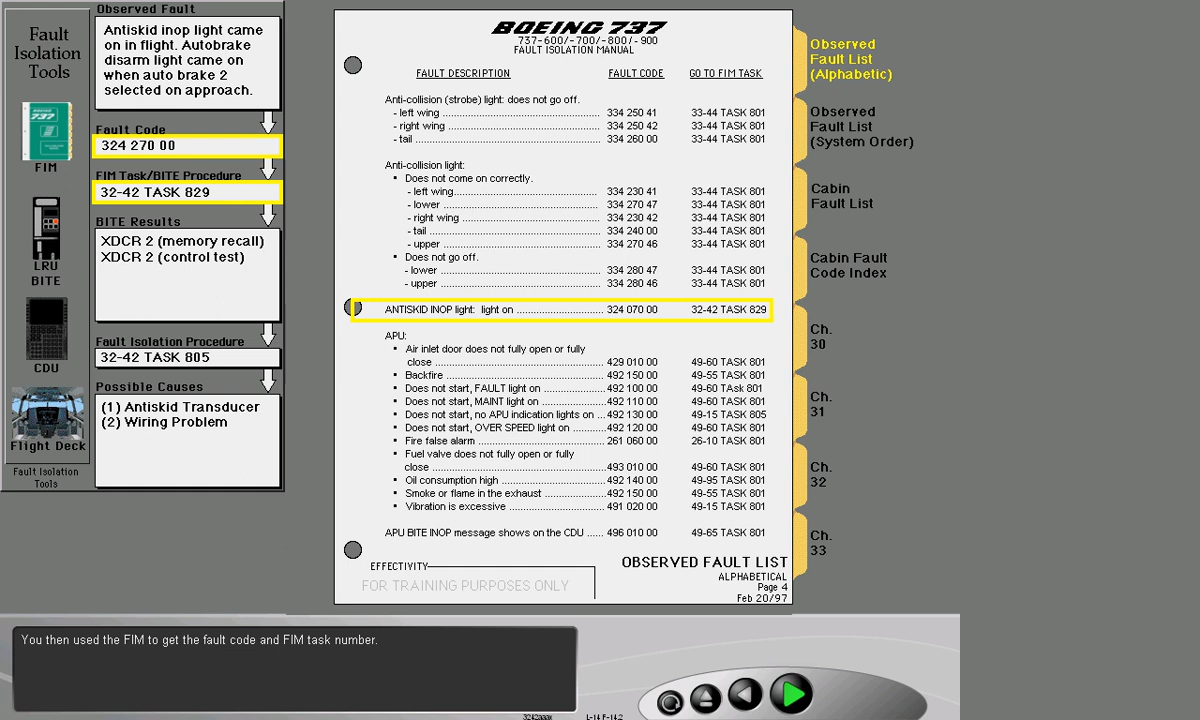 Fault
Isolation
Tools
BOEING
737
FIM
LRU
BITE
CDU
Flight Deck
Fault Isolation
Tools
Observed Fault
Antiskid inop light came
on in flight. Autobrake
disarm light came on
when auto brake 2
selected on approach.
Fault Code
324 270 00
FIM Task/BITE Procedure
32-42 TASK 829
BITE Results
XDCR 2 (memory recall)
XDCR 2 (control test)
Fault Isolation Procedure
32-42 TASK 805
Possible Causes
(1) Antiskid Transducer
(2) Wiring Problem
BOEING 737
737-600/-700/-800/-900
FAULT ISOLATION MANUAL
FAULT DESCRIPTION FAULT CODE GO TO FIM TASK
Anti-collision (strobe) light: does not go off.
- left wing ........ 334 250 41 33-44 TASK 801
- right wing ........ 334 250 42 33-44 TASK 801
- tail ........ 334 260 00 33-44 TASK 801
Anti-collision light:
• Does not come on correctly.
- left wing........ 334 230 41 33-44 TASK 801
- lower ........ 334 270 47 33-44 TASK 801
- right wing ........ 334 230 42 33-44 TASK 801
- tail ........ 334 240 00 33-44 TASK 801
- upper ........ 334 270 46 33-44 TASK 801
• Does not go off.
- lower ........ 334 280 47 33-44 TASK 801
- upper ........ 334 280 46 33-44 TASK 801
ANTISKID INOP light: light on ........ 324 070 00 32-42 TASK 829
APU:
• Air inlet door does not fully open or fully
close ........ 429 010 00 49-60 TASK 801
• Backfire ........ 492 150 00 49-55 TASK 801
• Does not start, FAULT light on ........ 492 100 00 49-60 TASk 801
• Does not start, MAINT light on ........ 492 110 00 49-60 TASK 801
• Does not start, no APU indication lights on ... 492 130 00 49-15 TASK 805
• Does not start, OVER SPEED light on ........ 492 120 00 49-60 TASK 801
• Fire false alarm ........ 261 060 00 26-10 TASK 801
• Fuel valve does not fully open or fully
close ........ 493 010 00 49-60 TASK 801
• Oil consumption high ........ 492 140 00 49-95 TASK 801
• Smoke or flame in the exhaust ........ 492 150 00 49-55 TASK 801
• Vibration is excessive ........ 491 020 00 49-15 TASK 801
APU BITE INOP message shows on the CDU ...... 496 010 00 49-65 TASK 801
EFFECTIVITY
FOR TRAINING PURPOSES ONLY
OBSERVED FAULT LIST
ALPHABETICAL
Page 4
Feb 20/97
Observed
Fault List
(Alphabetic)
Observed
Fault List
(System Order)
Cabin
Fault List
Cabin Fault
Code Index
Ch.
30
Ch.
31
Ch.
32
Ch.
33
You then used the FIM to get the fault code and FIM task number.
3242aaax L-14 F-14.2